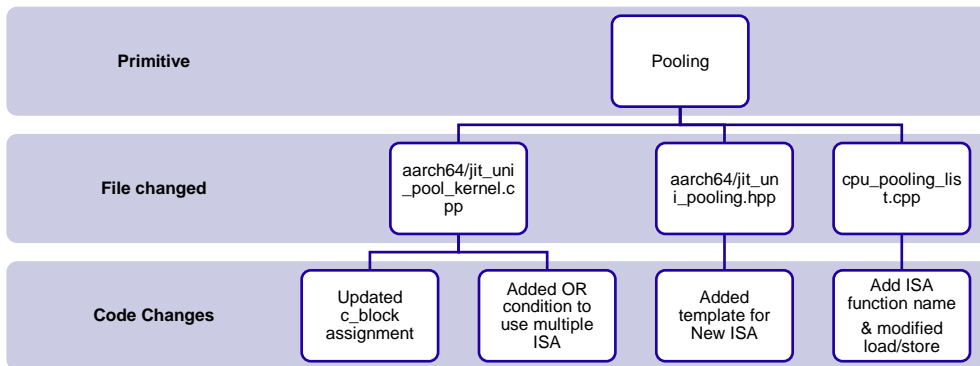 Primitive
Pooling
File changed
aarch64/jit_uni
_pool_kernel.c
pp
aarch64/jit_un
i_pooling.hpp
cpu_pooling_lis
t.cpp
Code Changes
Updated
c_block
assignment
Added OR
condition to
use multiple
ISA
Added
template for
New ISA
Add ISA
function name
& modified
load/store